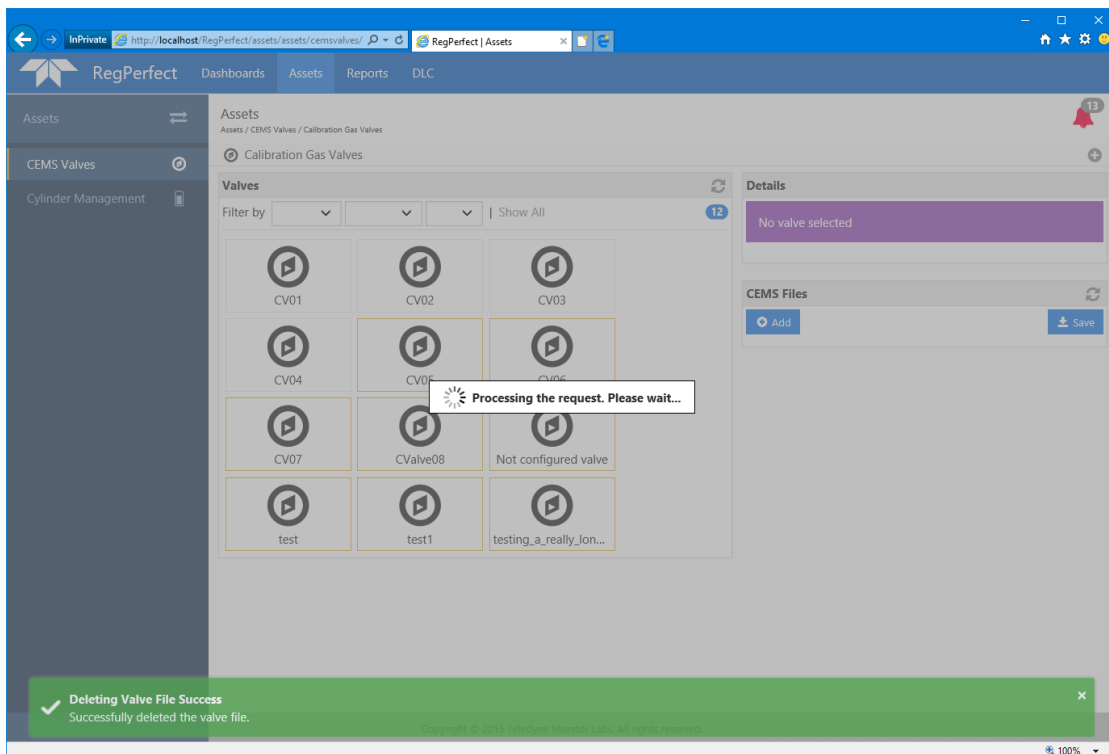 InPrivate http://localhost/RegPerfect/assets/assets/cemsvalves/ RegPerfect | Assets
RegPerfect Dashboards Assets Reports DLC
Assets
Assets
Assets / CEMS Valves / Calibration Gas Valves
13
CEMS Valves
Cylinder Management
Calibration Gas Valves
Valves
Filter by | Show All 12
CV01 CV02 CV03
CV04 CV05 CV06
Processing the request. Please wait...
CV07 CValve08 Not configured valve
test test1 testing_a_really_lon...
Details
No valve selected
CEMS Files
Add Save
Deleting Valve File Success
Successfully deleted the valve file.
Copyright © 2015 Teledyne Monitor Labs. All rights reserved.
100%